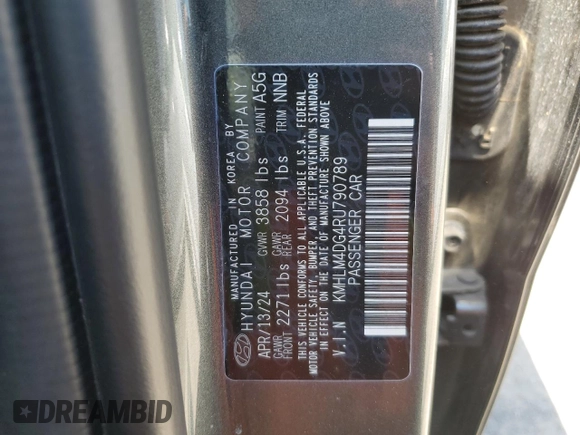 MANUFACTURED IN KOREA BY
HYUNDAI MOTOR COMPANY
APR/13/24 GVWR 3858 lbs PAINT A5G
GAWR FRONT 2271 lbs GAWR REAR 2094 lbs TRIM NNB
THIS VEHICLE CONFORMS TO ALL APPLICABLE U.S.A. FEDERAL
MOTOR VEHICLE SAFETY, BUMPER, AND THEFT PREVENTION STANDARDS
IN EFFECT ON THE DATE OF MANUFACTURE SHOWN ABOVE
V.I.N KMHLM4DG4RU790789
PASSENGER CAR
DREAMBID